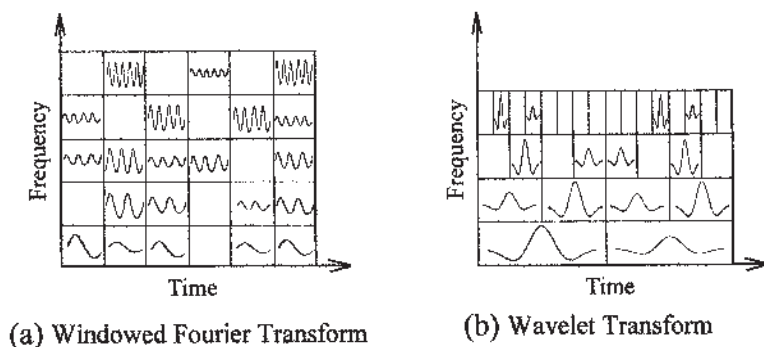 Frequency
Time
(a) Windowed Fourier Transform
Frequency
Time
(b) Wavelet Transform